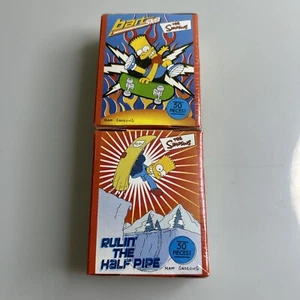 Bart
THE
SIMPSONS
30
PIECES!
MATT GROENING
THE
SIMPSONS
RULIN'
THE
HALF PIPE
30
PIECES!
MATT GROENING